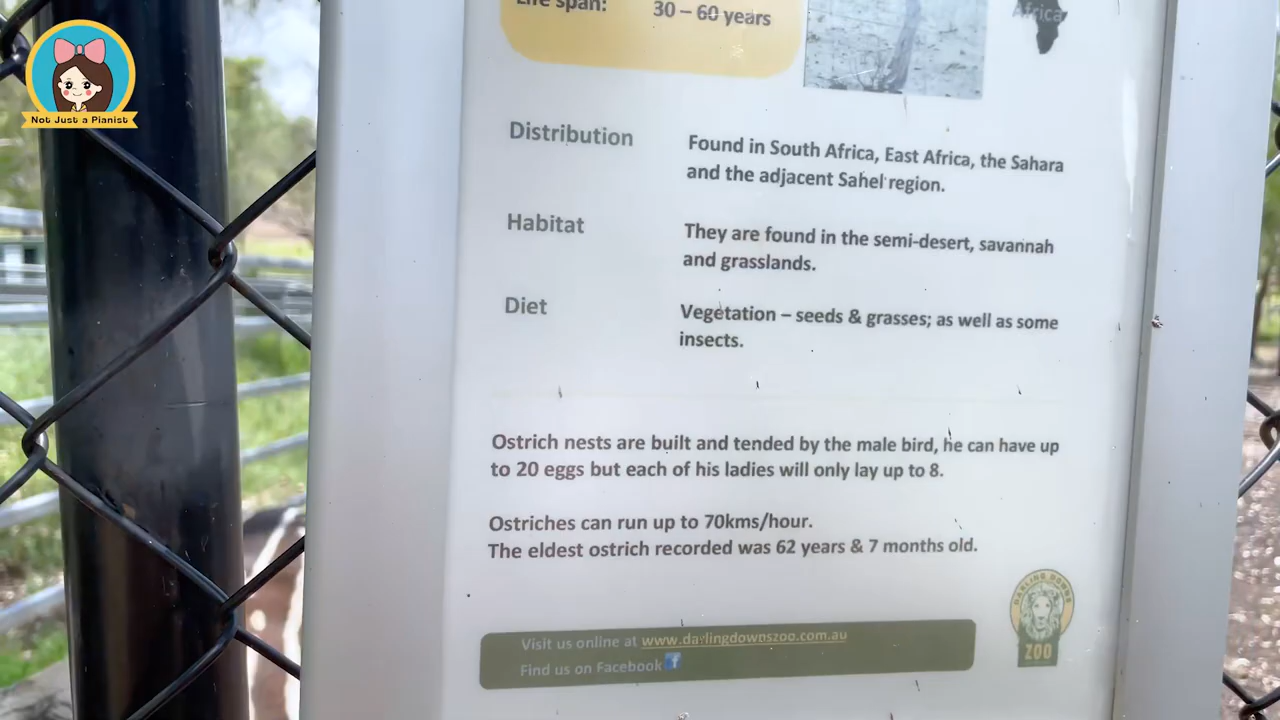 Life span: 30 – 60 years
Africa
Not Just a Pianist
Distribution
Found in South Africa, East Africa, the Sahara
and the adjacent Sahel region.
Habitat
They are found in the semi-desert, savannah
and grasslands.
Diet
Vegetation – seeds & grasses; as well as some
insects.
Ostrich nests are built and tended by the male bird, he can have up
to 20 eggs but each of his ladies will only lay up to 8.
Ostriches can run up to 70kms/hour.
The eldest ostrich recorded was 62 years & 7 months old.
Visit us online at www.darlingdownszoo.com.au
Find us on Facebook f
DARLING DOWNS
ZOO